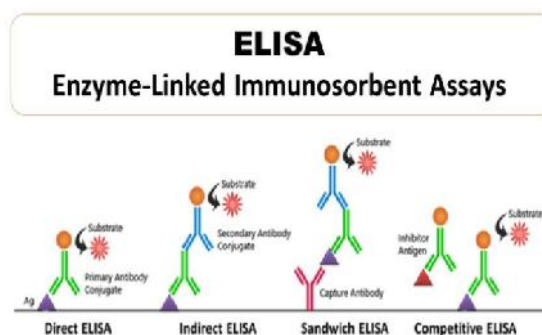 ELISA
Enzyme-Linked Immunosorbent Assays
Substrate
Primary Antibody
Conjugate
Ag
Direct ELISA
Substrate
Secondary Antibody
Conjugate
Indirect ELISA
Substrate
Capture Antibody
Sandwich ELISA
Inhibitor
Antigen
Substrate
Competitive ELISA